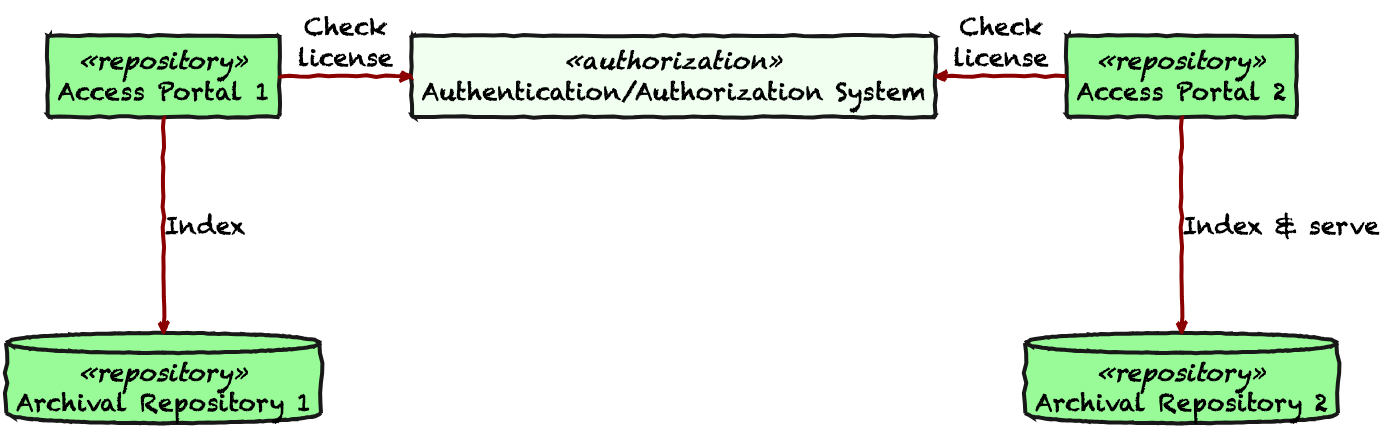 Check
license
Check
license
«repository»
Access Portal 1
«authorization»
Authentication/Authorization System
«repository»
Access Portal 2
Index
Index & serve
«repository»
Archival Repository 1
«repository»
Archival Repository 2